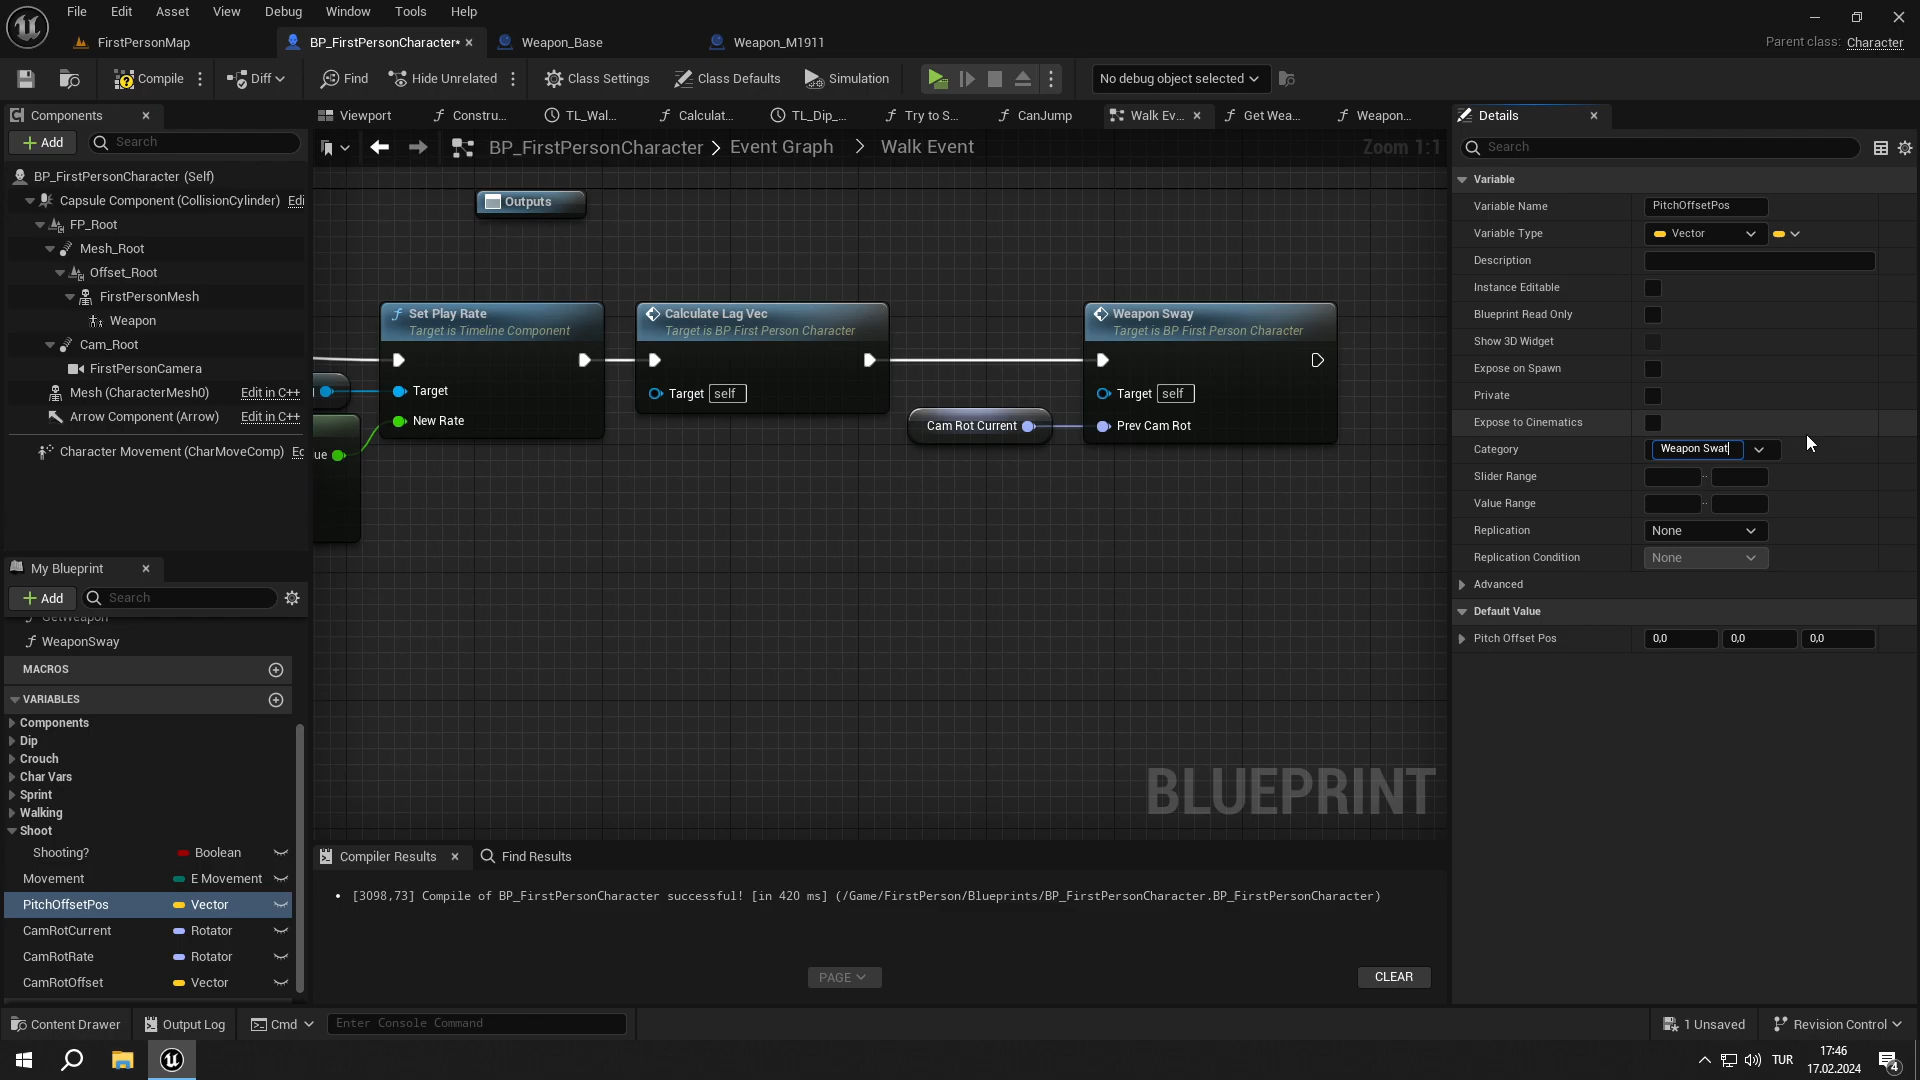 File Edit Asset View Debug Window Tools Help
FirstPersonMap BP_FirstPersonCharacter* Weapon_Base Weapon_M1911
Parent class: Character
Compile Diff Find Hide Unrelated Class Settings Class Defaults Simulation No debug object selected
Components
Add Search
BP_FirstPersonCharacter (Self)
Capsule Component (CollisionCylinder) Edi
FP_Root
Mesh_Root
Offset_Root
FirstPersonMesh
Weapon
Cam_Root
FirstPersonCamera
Mesh (CharacterMesh0) Edit in C++
Arrow Component (Arrow) Edit in C++
Character Movement (CharMoveComp) Ec
My Blueprint
Add Search
GetWeapon
WeaponSway
MACROS
VARIABLES
Components
Dip
Crouch
Char Vars
Sprint
Walking
Shoot
Shooting? Boolean
Movement E Movement
PitchOffsetPos Vector
CamRotCurrent Rotator
CamRotRate Rotator
CamRotOffset Vector
Viewport Constru... TL_Wal... Calculat... TL_Dip_... Try to S... CanJump Walk Ev... Get Wea... Weapon...
BP_FirstPersonCharacter > Event Graph > Walk Event
Zoom 1:1
Outputs
Set Play Rate
Target is Timeline Component
Target
New Rate
ue
Calculate Lag Vec
Target is BP First Person Character
Target self
Cam Rot Current
Weapon Sway
Target is BP First Person Character
Target self
Prev Cam Rot
BLUEPRINT
Compiler Results Find Results
[3098,73] Compile of BP_FirstPersonCharacter successful! [in 420 ms] (/Game/FirstPerson/Blueprints/BP_FirstPersonCharacter.BP_FirstPersonCharacter)
PAGE
CLEAR
Details
Search
Variable
Variable Name PitchOffsetPos
Variable Type Vector
Description
Instance Editable
Blueprint Read Only
Show 3D Widget
Expose on Spawn
Private
Expose to Cinematics
Category Weapon Swat
Slider Range
Value Range
Replication None
Replication Condition None
Advanced
Default Value
Pitch Offset Pos 0,0 0,0 0,0
Content Drawer Output Log Cmd Enter Console Command
1 Unsaved Revision Control
TUR
17:46
17.02.2024
4